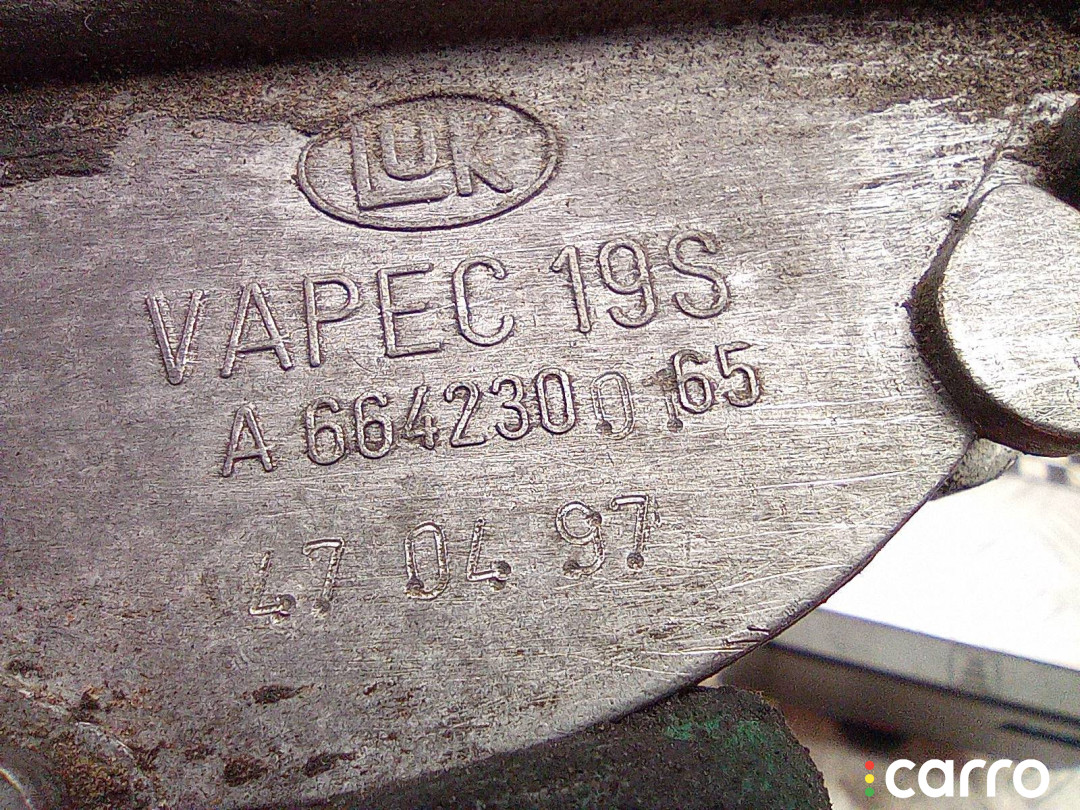 LUK
VAPEC 19S
A 6642300165
47 04 97
carro